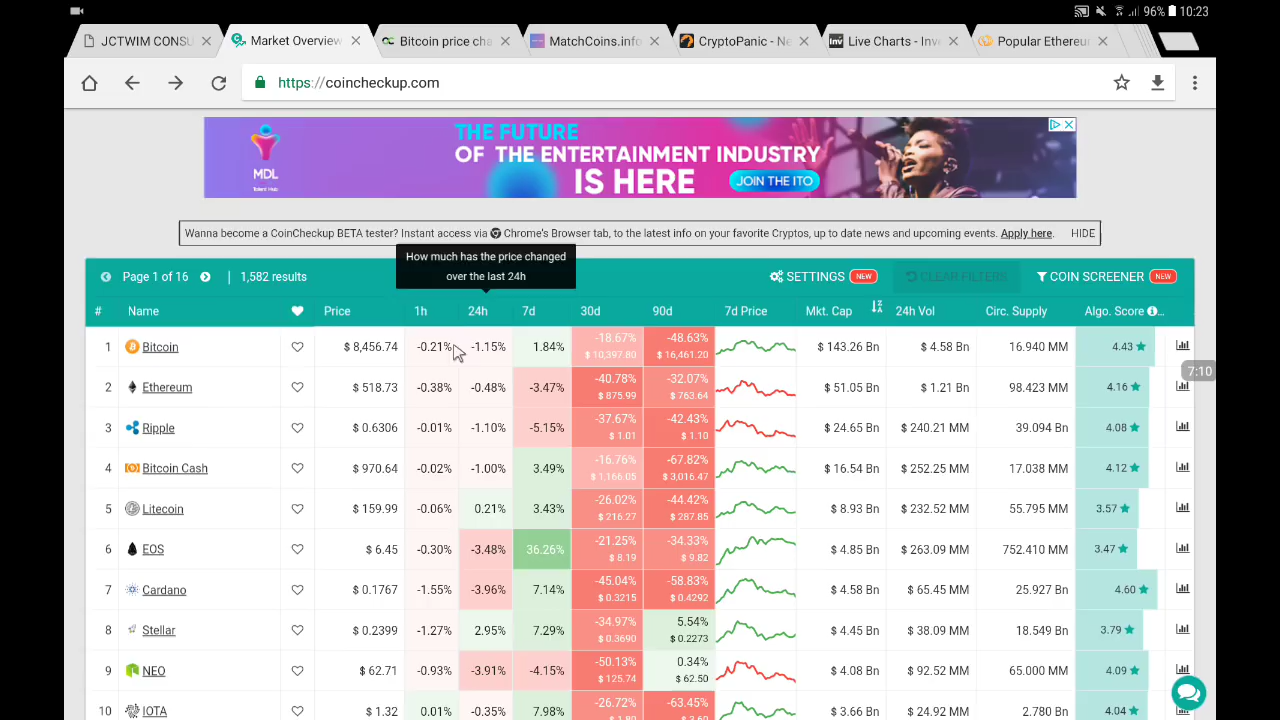 96% 10:23
JCTWIM CONSU
Market Overview
Bitcoin price cha
MatchCoins.info
CryptoPanic - Ne
Inv Live Charts - Inve
Popular Ethereum
https://coincheckup.com
MDL
THE FUTURE
OF THE ENTERTAINMENT INDUSTRY
IS HERE
JOIN THE ITO
Wanna become a CoinCheckup BETA tester? Instant access via Chrome's Browser tab, to the latest info on your favorite Cryptos, up to date news and upcoming events. Apply here.
HIDE
How much has the price changed
over the last 24h
Page 1 of 16 | 1,582 results
SETTINGS NEW
CLEAR FILTERS
COIN SCREENER NEW
# Name Price 1h 24h 7d 30d 90d 7d Price Mkt. Cap 24h Vol Circ. Supply Algo. Score ...
1 Bitcoin $ 8,456.74 -0.21% -1.15% 1.84% -18.67% -48.63% $ 143.26 Bn $ 4.58 Bn 16.940 MM 4.43
$ 10,397.80 $ 16,461.20
7:10
2 Ethereum $ 518.73 -0.38% -0.48% -3.47% -40.78% -32.07% $ 51.05 Bn $ 1.21 Bn 98.423 MM 4.16
$ 875.99 $ 763.64
3 Ripple $ 0.6306 -0.01% -1.10% -5.15% -37.67% -42.43% $ 24.65 Bn $ 240.21 MM 39.094 Bn 4.08
$ 1.01 $ 1.10
4 Bitcoin Cash $ 970.64 -0.02% -1.00% 3.49% -16.76% -67.82% $ 16.54 Bn $ 252.25 MM 17.038 MM 4.12
$ 1,166.05 $ 3,016.47
5 Litecoin $ 159.99 -0.06% 0.21% 3.43% -26.02% -44.42% $ 8.93 Bn $ 232.52 MM 55.795 MM 3.57
$ 216.27 $ 287.85
6 EOS $ 6.45 -0.30% -3.48% 36.26% -21.25% -34.33% $ 4.85 Bn $ 263.09 MM 752.410 MM 3.47
$ 8.19 $ 9.82
7 Cardano $ 0.1767 -1.55% -3.96% 7.14% -45.04% -58.83% $ 4.58 Bn $ 65.45 MM 25.927 Bn 4.60
$ 0.3215 $ 0.4292
8 Stellar $ 0.2399 -1.27% 2.95% 7.29% -34.97% 5.54% $ 4.45 Bn $ 38.09 MM 18.549 Bn 3.79
$ 0.3690 $ 0.2273
9 NEO $ 62.71 -0.93% -3.91% -4.15% -50.13% 0.34% $ 4.08 Bn $ 92.52 MM 65.000 MM 4.09
$ 125.74 $ 62.50
10 IOTA $ 1.32 0.01% -0.53% 7.98% -26.72% -63.45% $ 3.66 Bn $ 24.92 MM 2.780 Bn 4.04